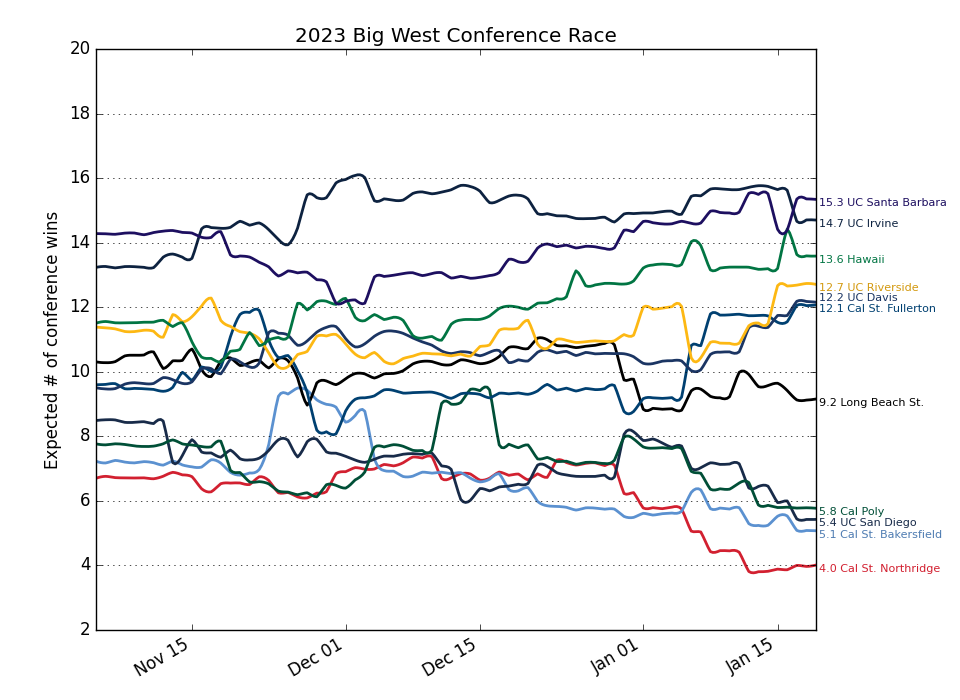 2023 Big West Conference Race
Expected # of conference wins
20
18
16
14
12
10
8
6
4
2
Nov 15
Dec 01
Dec 15
Jan 01
Jan 15
15.3 UC Santa Barbara
14.7 UC Irvine
13.6 Hawaii
12.7 UC Riverside
12.2 UC Davis
12.1 Cal St. Fullerton
9.2 Long Beach St.
5.8 Cal Poly
5.4 UC San Diego
5.1 Cal St. Bakersfield
4.0 Cal St. Northridge